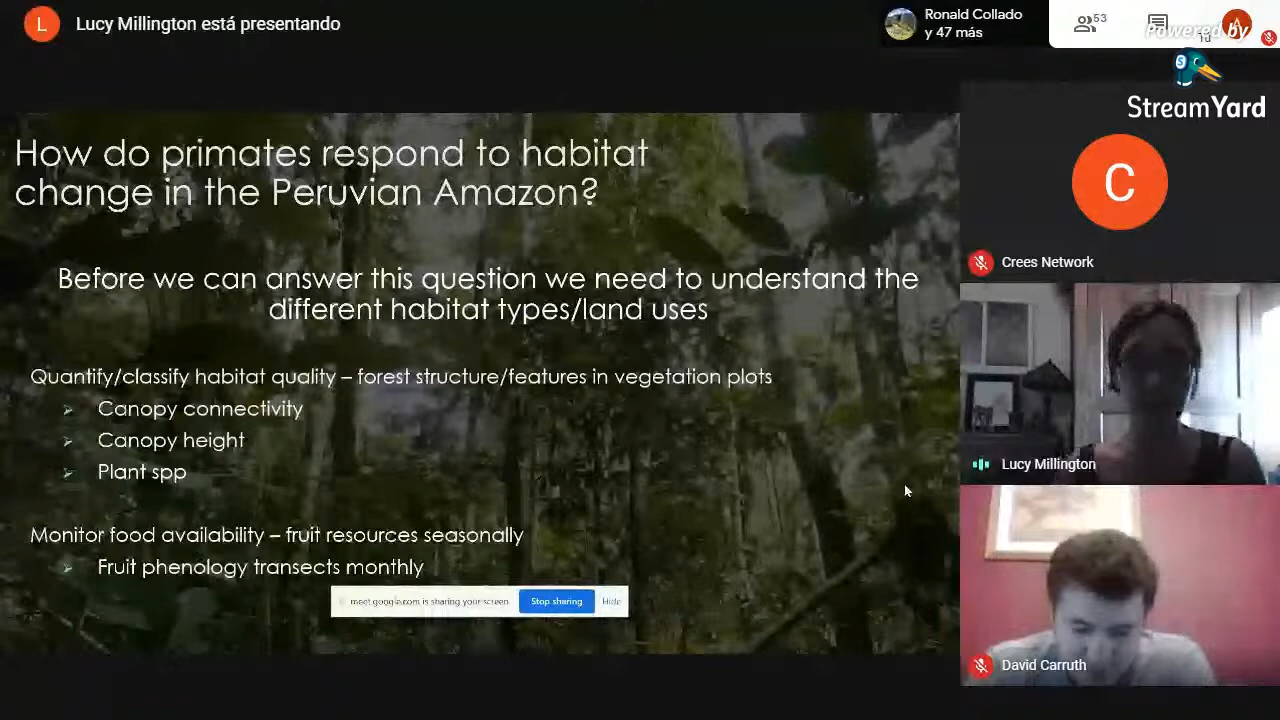 L
Lucy Millington está presentando
Ronald Collado
y 47 más
53
A
Powered by
S
StreamYard
How do primates respond to habitat
change in the Peruvian Amazon?
Before we can answer this question we need to understand the
different habitat types/land uses
Quantify/classify habitat quality – forest structure/features in vegetation plots
➢ Canopy connectivity
➢ Canopy height
➢ Plant spp
Monitor food availability – fruit resources seasonally
➢ Fruit phenology transects monthly
meet.google.com is sharing your screen. Stop sharing Hide
C
Crees Network
Lucy Millington
David Carruth